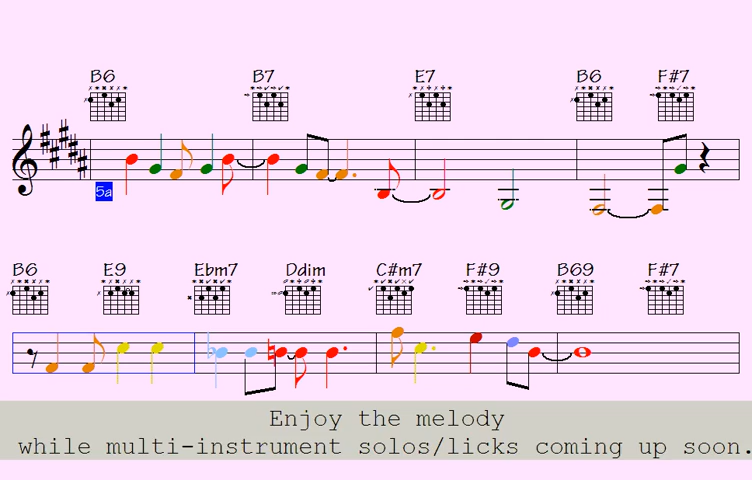 B6 B7 E7 B6 F#7
5a
B6 E9 Ebm7 Ddim C#m7 F#9 B69 F#7
Enjoy the melody
while multi-instrument solos/licks coming up soon.